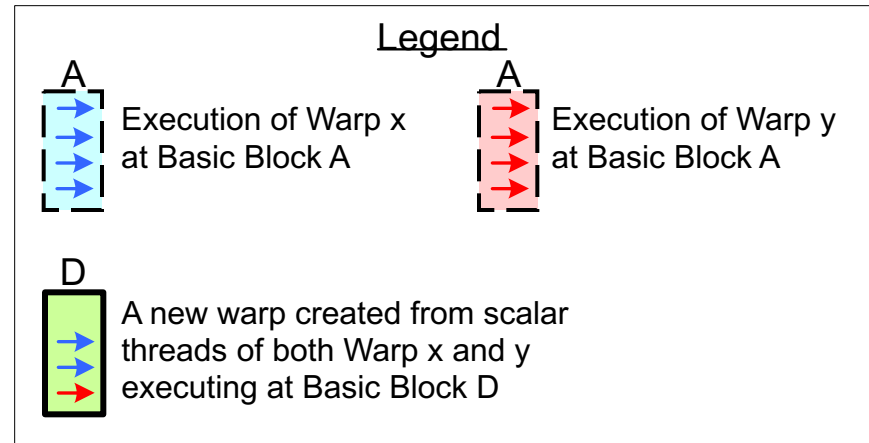 Legend
A
Execution of Warp x
at Basic Block A
A
Execution of Warp y
at Basic Block A
D
A new warp created from scalar
threads of both Warp x and y
executing at Basic Block D